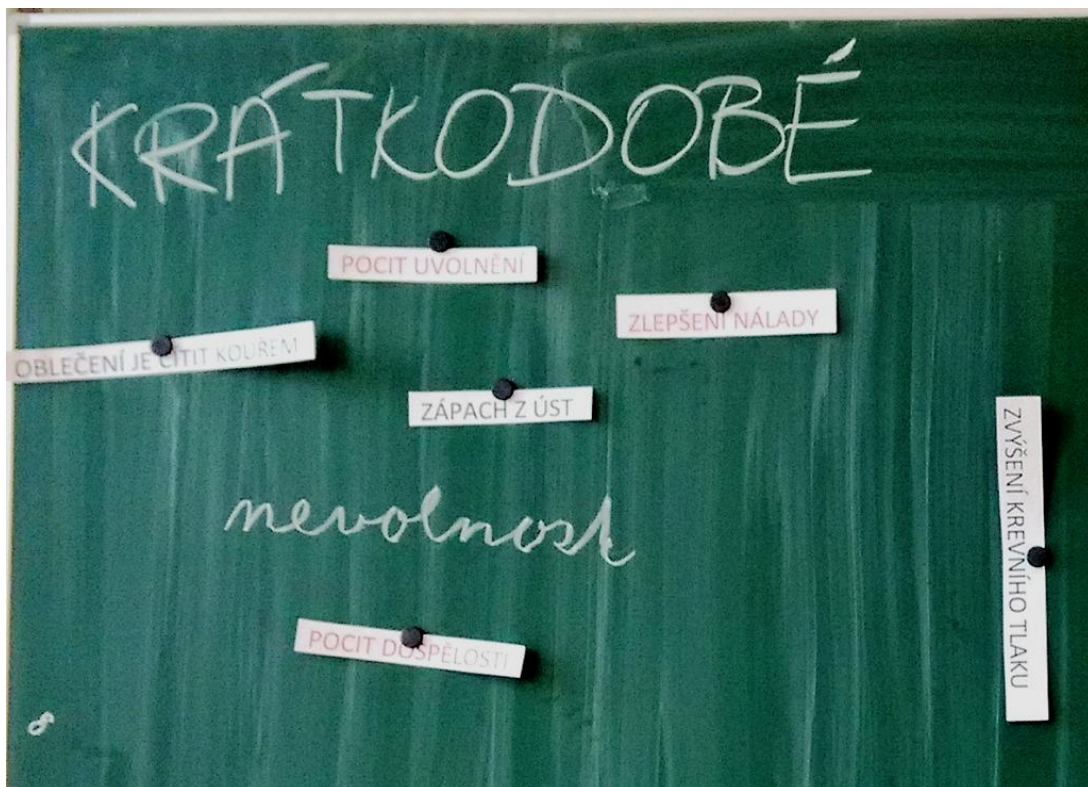 KRÁTKODOBÉ
POCIT UVOLNĚNÍ
ZLEPŠENÍ NÁLADY
OBLEČENÍ JE CÍTIT KOUŘEM
ZÁPACH Z ÚST
ZVÝŠENÍ KREVNÍHO TLAKU
nevolnost
POCIT DOSPĚLOSTI